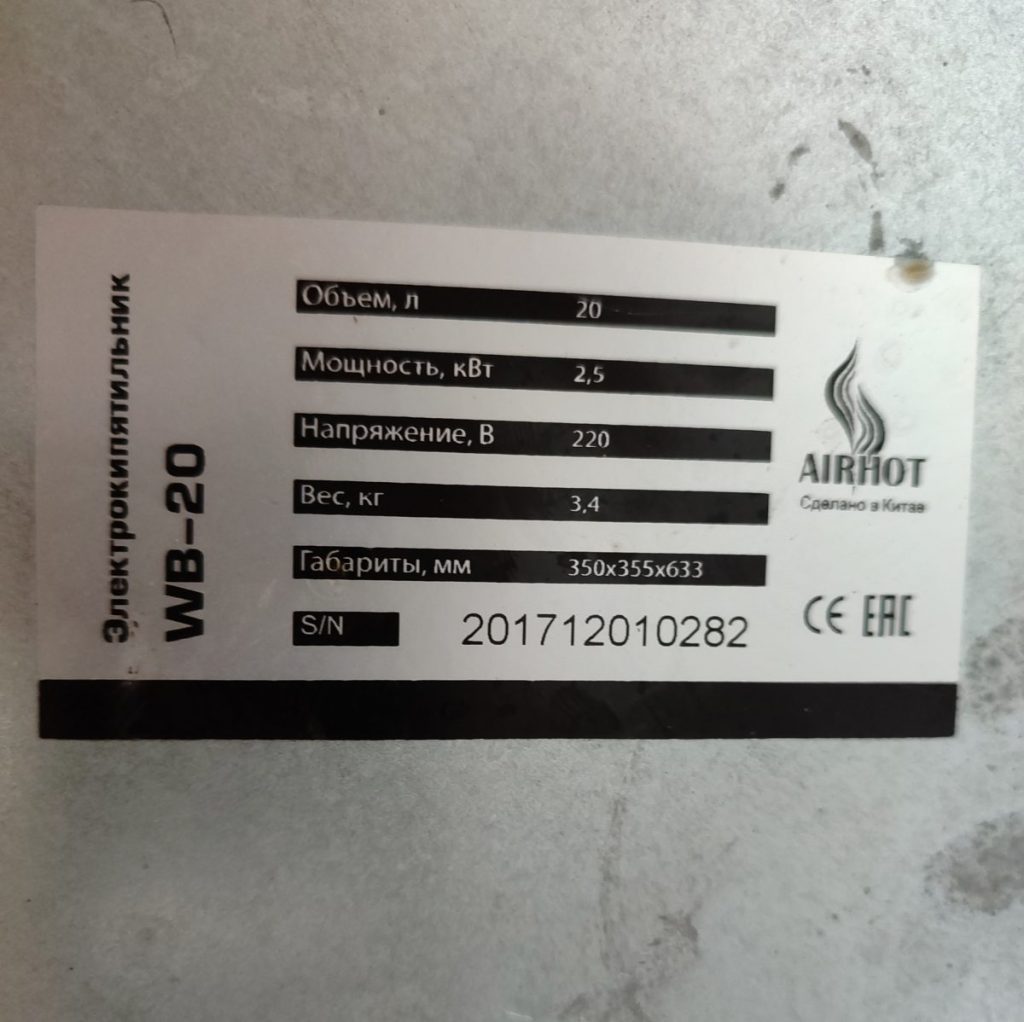 Электрокипятильник
WB-20
Объем, л 20
Мощность, кВт 2,5
Напряжение, В 220
Вес, кг 3,4
Габариты, мм 350x355x633
S/N 201712010282
AIRHOT
Сделано в Китае
CE EAC